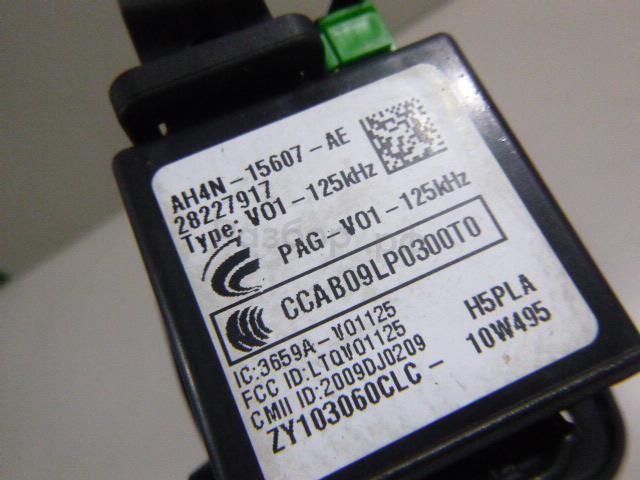 AH4N-15607-AE
28227917
Type: V01-125kHz
PAG-V01-125kHz
CCAB09LP0300T0
IC:3659A-V01125
FCC ID:LTQV01125
CMII ID:2009DJ0209
ZY103060CLC-
H5PLA
10W495